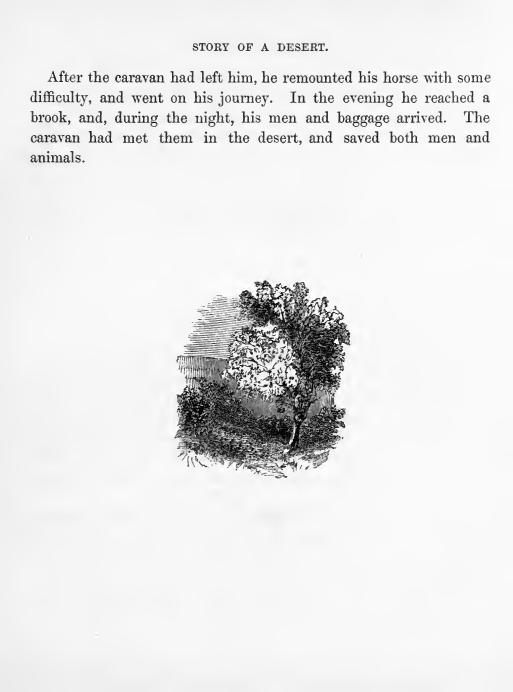 STORY OF A DESERT.
After the caravan had left him, he remounted his horse with some
difficulty, and went on his journey. In the evening he reached a
brook, and, during the night, his men and baggage arrived. The
caravan had met them in the desert, and saved both men and
animals.